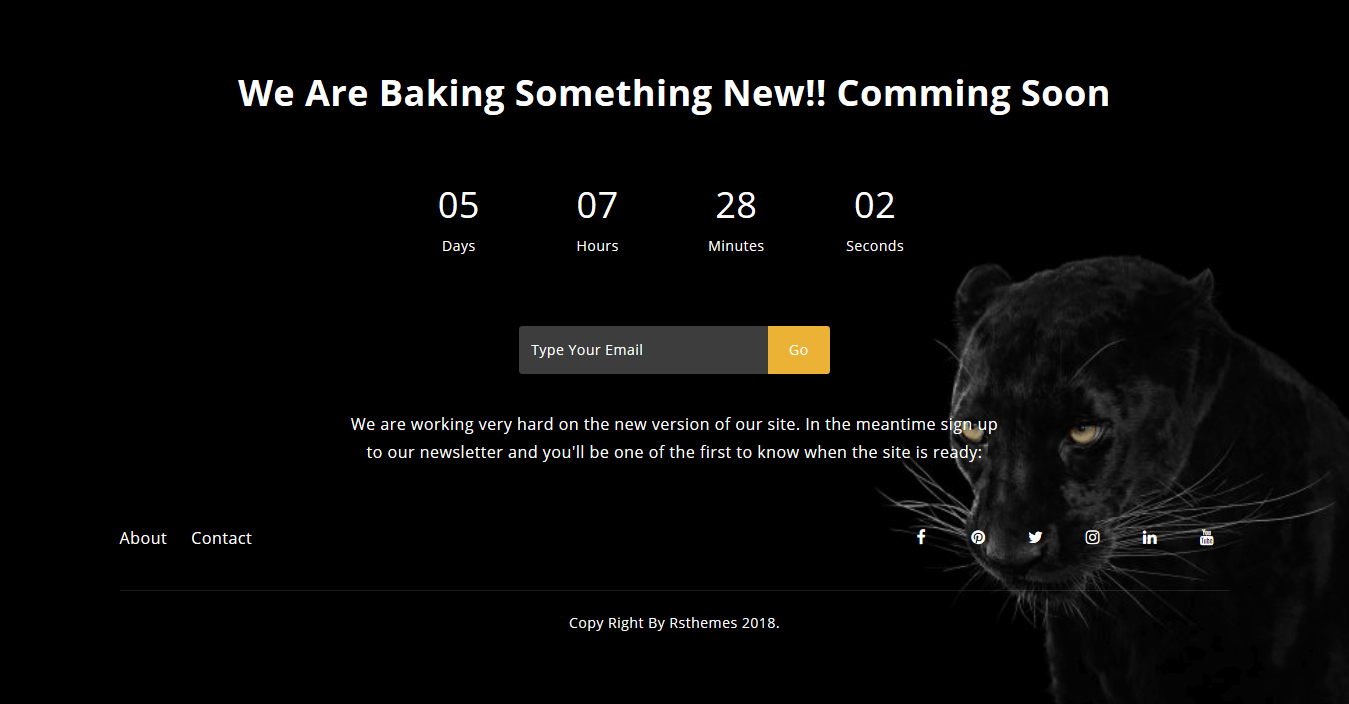 We Are Baking Something New!! Comming Soon
05 07 28 02
Days Hours Minutes Seconds
Type Your Email Go
We are working very hard on the new version of our site. In the meantime sign up
to our newsletter and you'll be one of the first to know when the site is ready:
About Contact
You Tube
Copy Right By Rsthemes 2018.